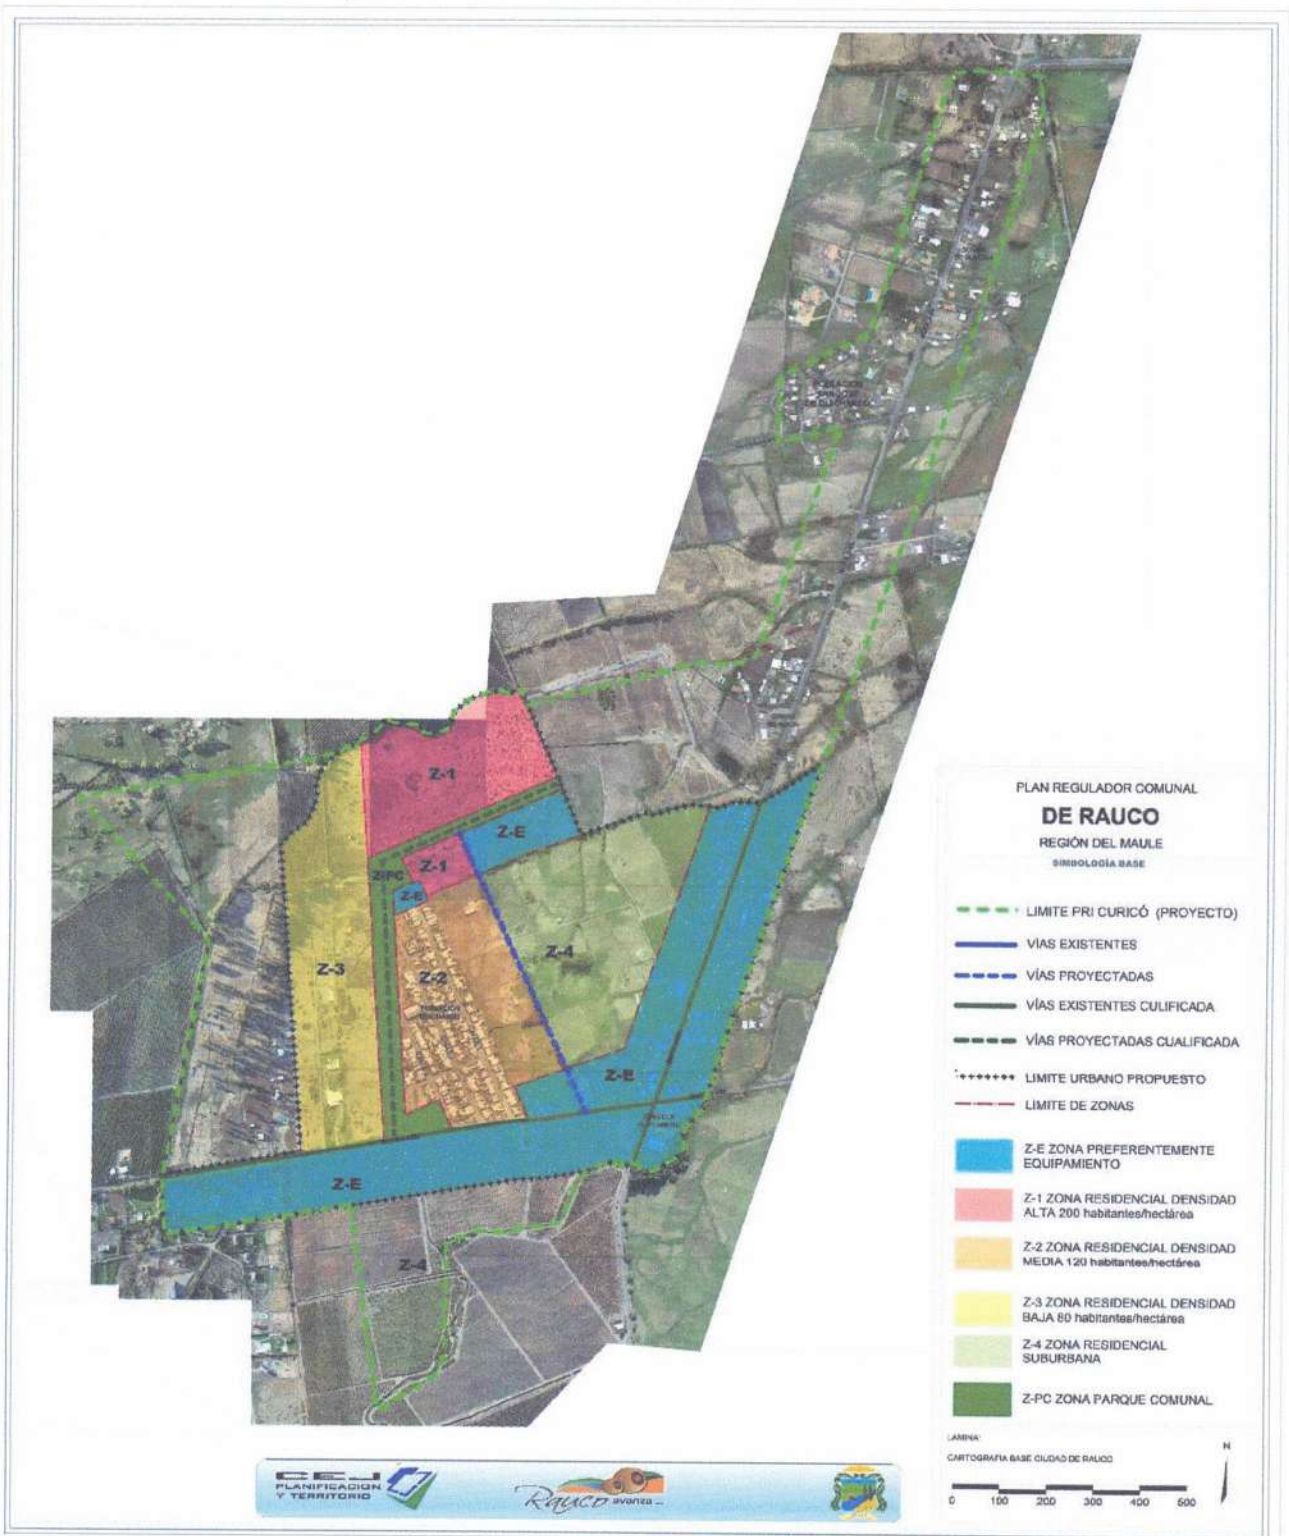 POBLACION
Z-1
Z-E
Z-1
Z-PC
Z-E
Z-4
Z-3
Z-2
Z-E
Z-E
Z-4
PLAN REGULADOR COMUNAL
DE RAUCO
REGIÓN DEL MAULE
SIMBOLOGÍA BASE
LIMITE PRI CURICÓ (PROYECTO)
VÍAS EXISTENTES
VÍAS PROYECTADAS
VÍAS EXISTENTES CULIFICADA
VÍAS PROYECTADAS CUALIFICADA
LIMITE URBANO PROPUESTO
LIMITE DE ZONAS
Z-E ZONA PREFERENTEMENTE
EQUIPAMIENTO
Z-1 ZONA RESIDENCIAL DENSIDAD
ALTA 200 habitantes/hectárea
Z-2 ZONA RESIDENCIAL DENSIDAD
MEDIA 120 habitantes/hectárea
Z-3 ZONA RESIDENCIAL DENSIDAD
BAJA 80 habitantes/hectárea
Z-4 ZONA RESIDENCIAL
SUBURBANA
Z-PC ZONA PARQUE COMUNAL
LAMINA:
CARTOGRAFIA BASE CIUDAD DE RAUCO
N
0 100 200 300 400 500
CEJ
PLANIFICACION
Y TERRITORIO
Rauco avanza ...